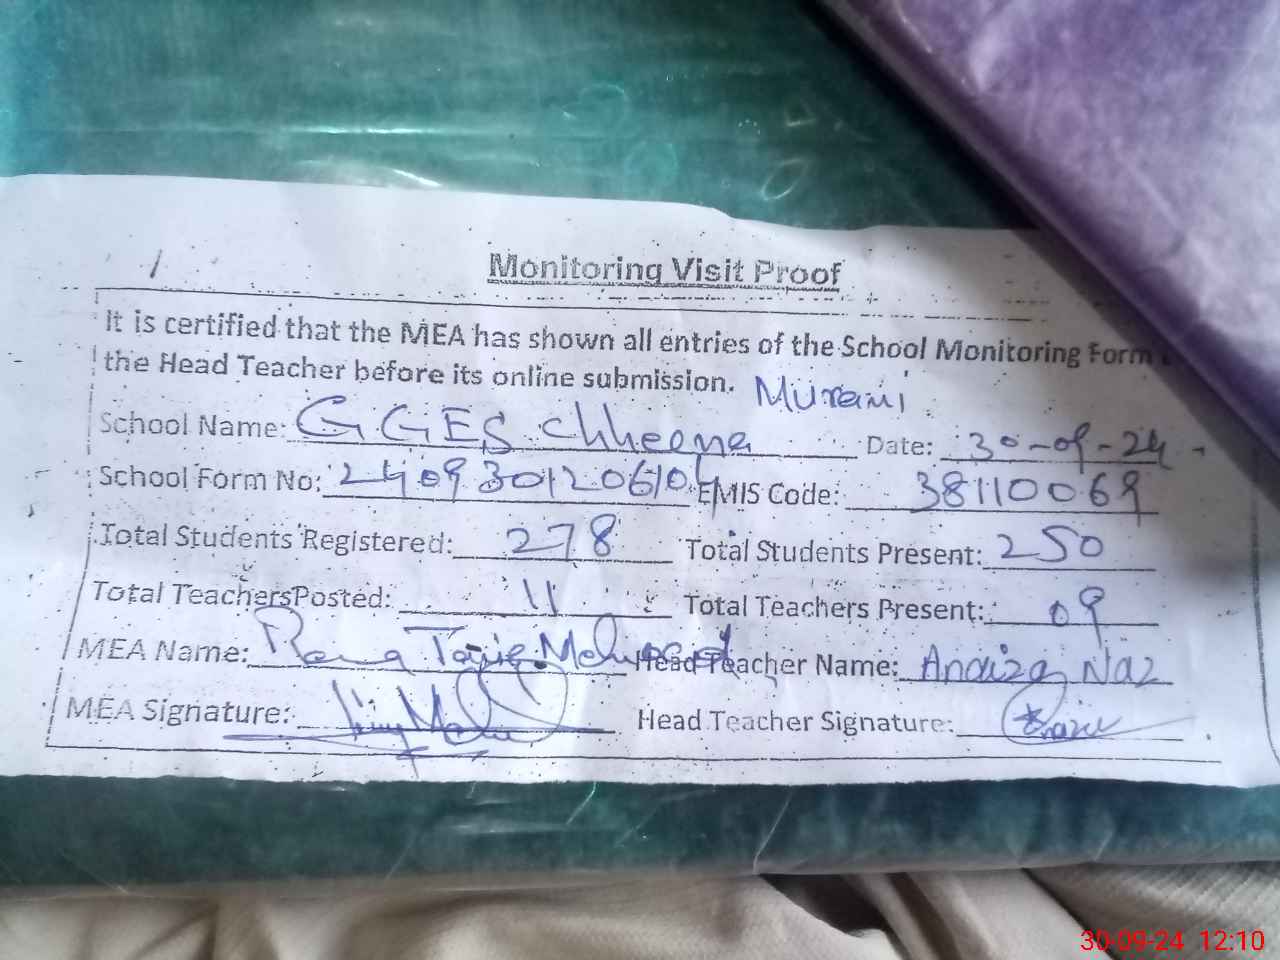 Monitoring Visit Proof
It is certified that the MEA has shown all entries of the School Monitoring Form
the Head Teacher before its online submission.
Murani
School Name: GGES Chheena Date: 30-09-24
School Form No: 2409301206104 EMIS Code: 38110069
Total Students Registered: 278 Total Students Present: 250
Total Teachers Posted: 11 Total Teachers Present: 09
MEA Name: Rana Mehmood Head Teacher Name: Anaiza Naz
MEA Signature: Head Teacher Signature:
30-09-24 12:10